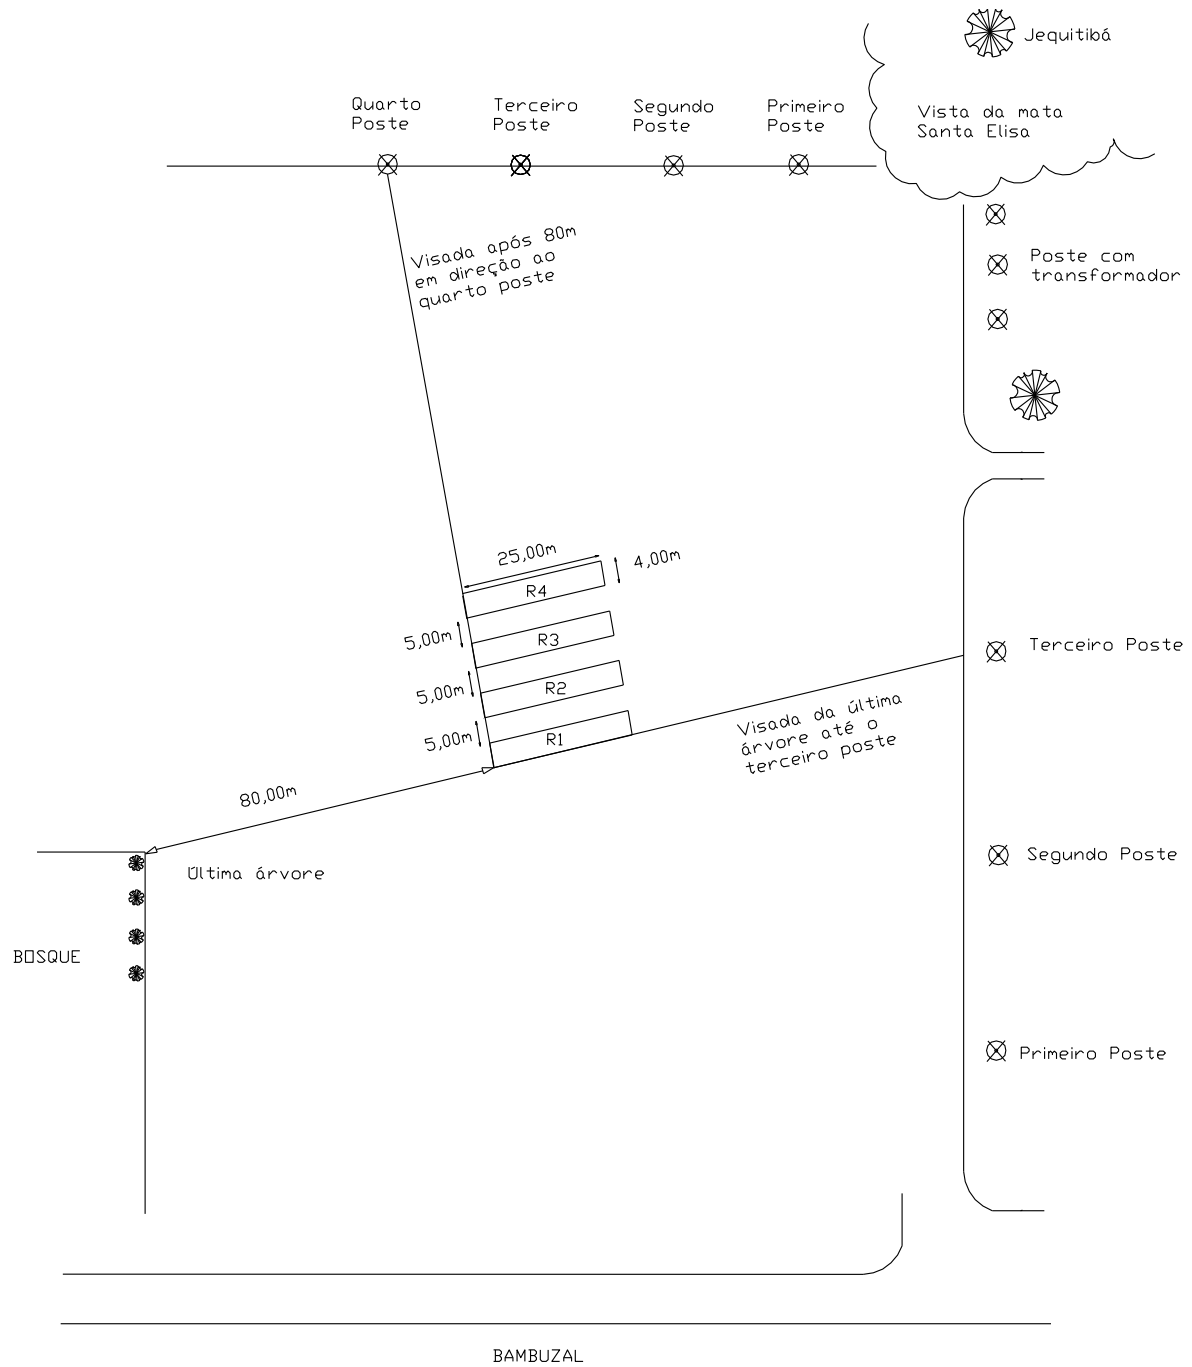 Jequitibá
Quarto
Poste
Terceiro
Poste
Segundo
Poste
Primeiro
Poste
Vista da mata
Santa Elisa
Visada após 80m
em direção ao
quarto poste
Poste com
transformador
25,00m
4,00m
R4
5,00m
R3
5,00m
R2
5,00m
R1
Terceiro Poste
Visada da última
árvore até o
terceiro poste
80,00m
Última árvore
Segundo Poste
BOSQUE
Primeiro Poste
BAMBUZAL